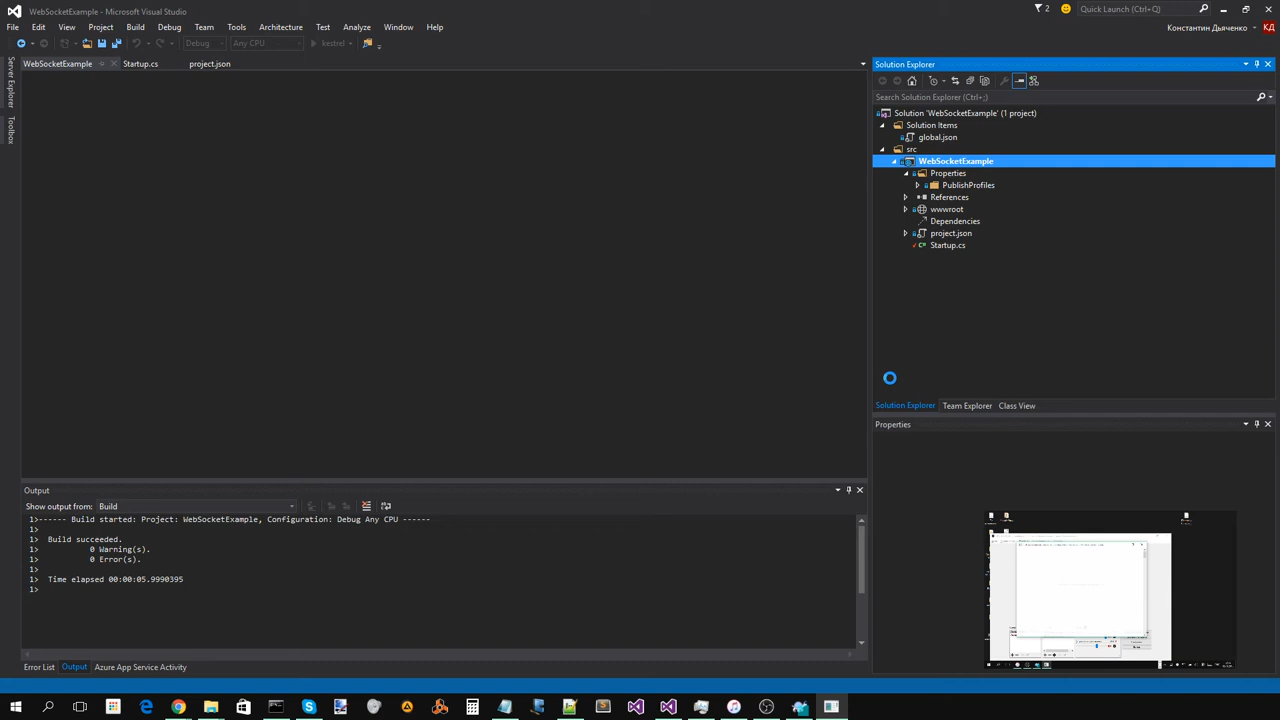 WebSocketExample - Microsoft Visual Studio
2
Quick Launch (Ctrl+Q)
File Edit View Project Build Debug Team Tools Architecture Test Analyze Window Help
Константин Дьяченко КД
Debug Any CPU kestrel
Server Explorer
Toolbox
WebSocketExample Startup.cs project.json
Solution Explorer
Search Solution Explorer (Ctrl+;)
Solution 'WebSocketExample' (1 project)
Solution Items
global.json
src
WebSocketExample
Properties
PublishProfiles
References
wwwroot
Dependencies
project.json
C# Startup.cs
Solution Explorer Team Explorer Class View
Properties
Output
Show output from: Build
1>------ Build started: Project: WebSocketExample, Configuration: Debug Any CPU ------
1>
1> Build succeeded.
1> 0 Warning(s).
1> 0 Error(s).
1>
1> Time elapsed 00:00:05.9990395
1>
Error List Output Azure App Service Activity